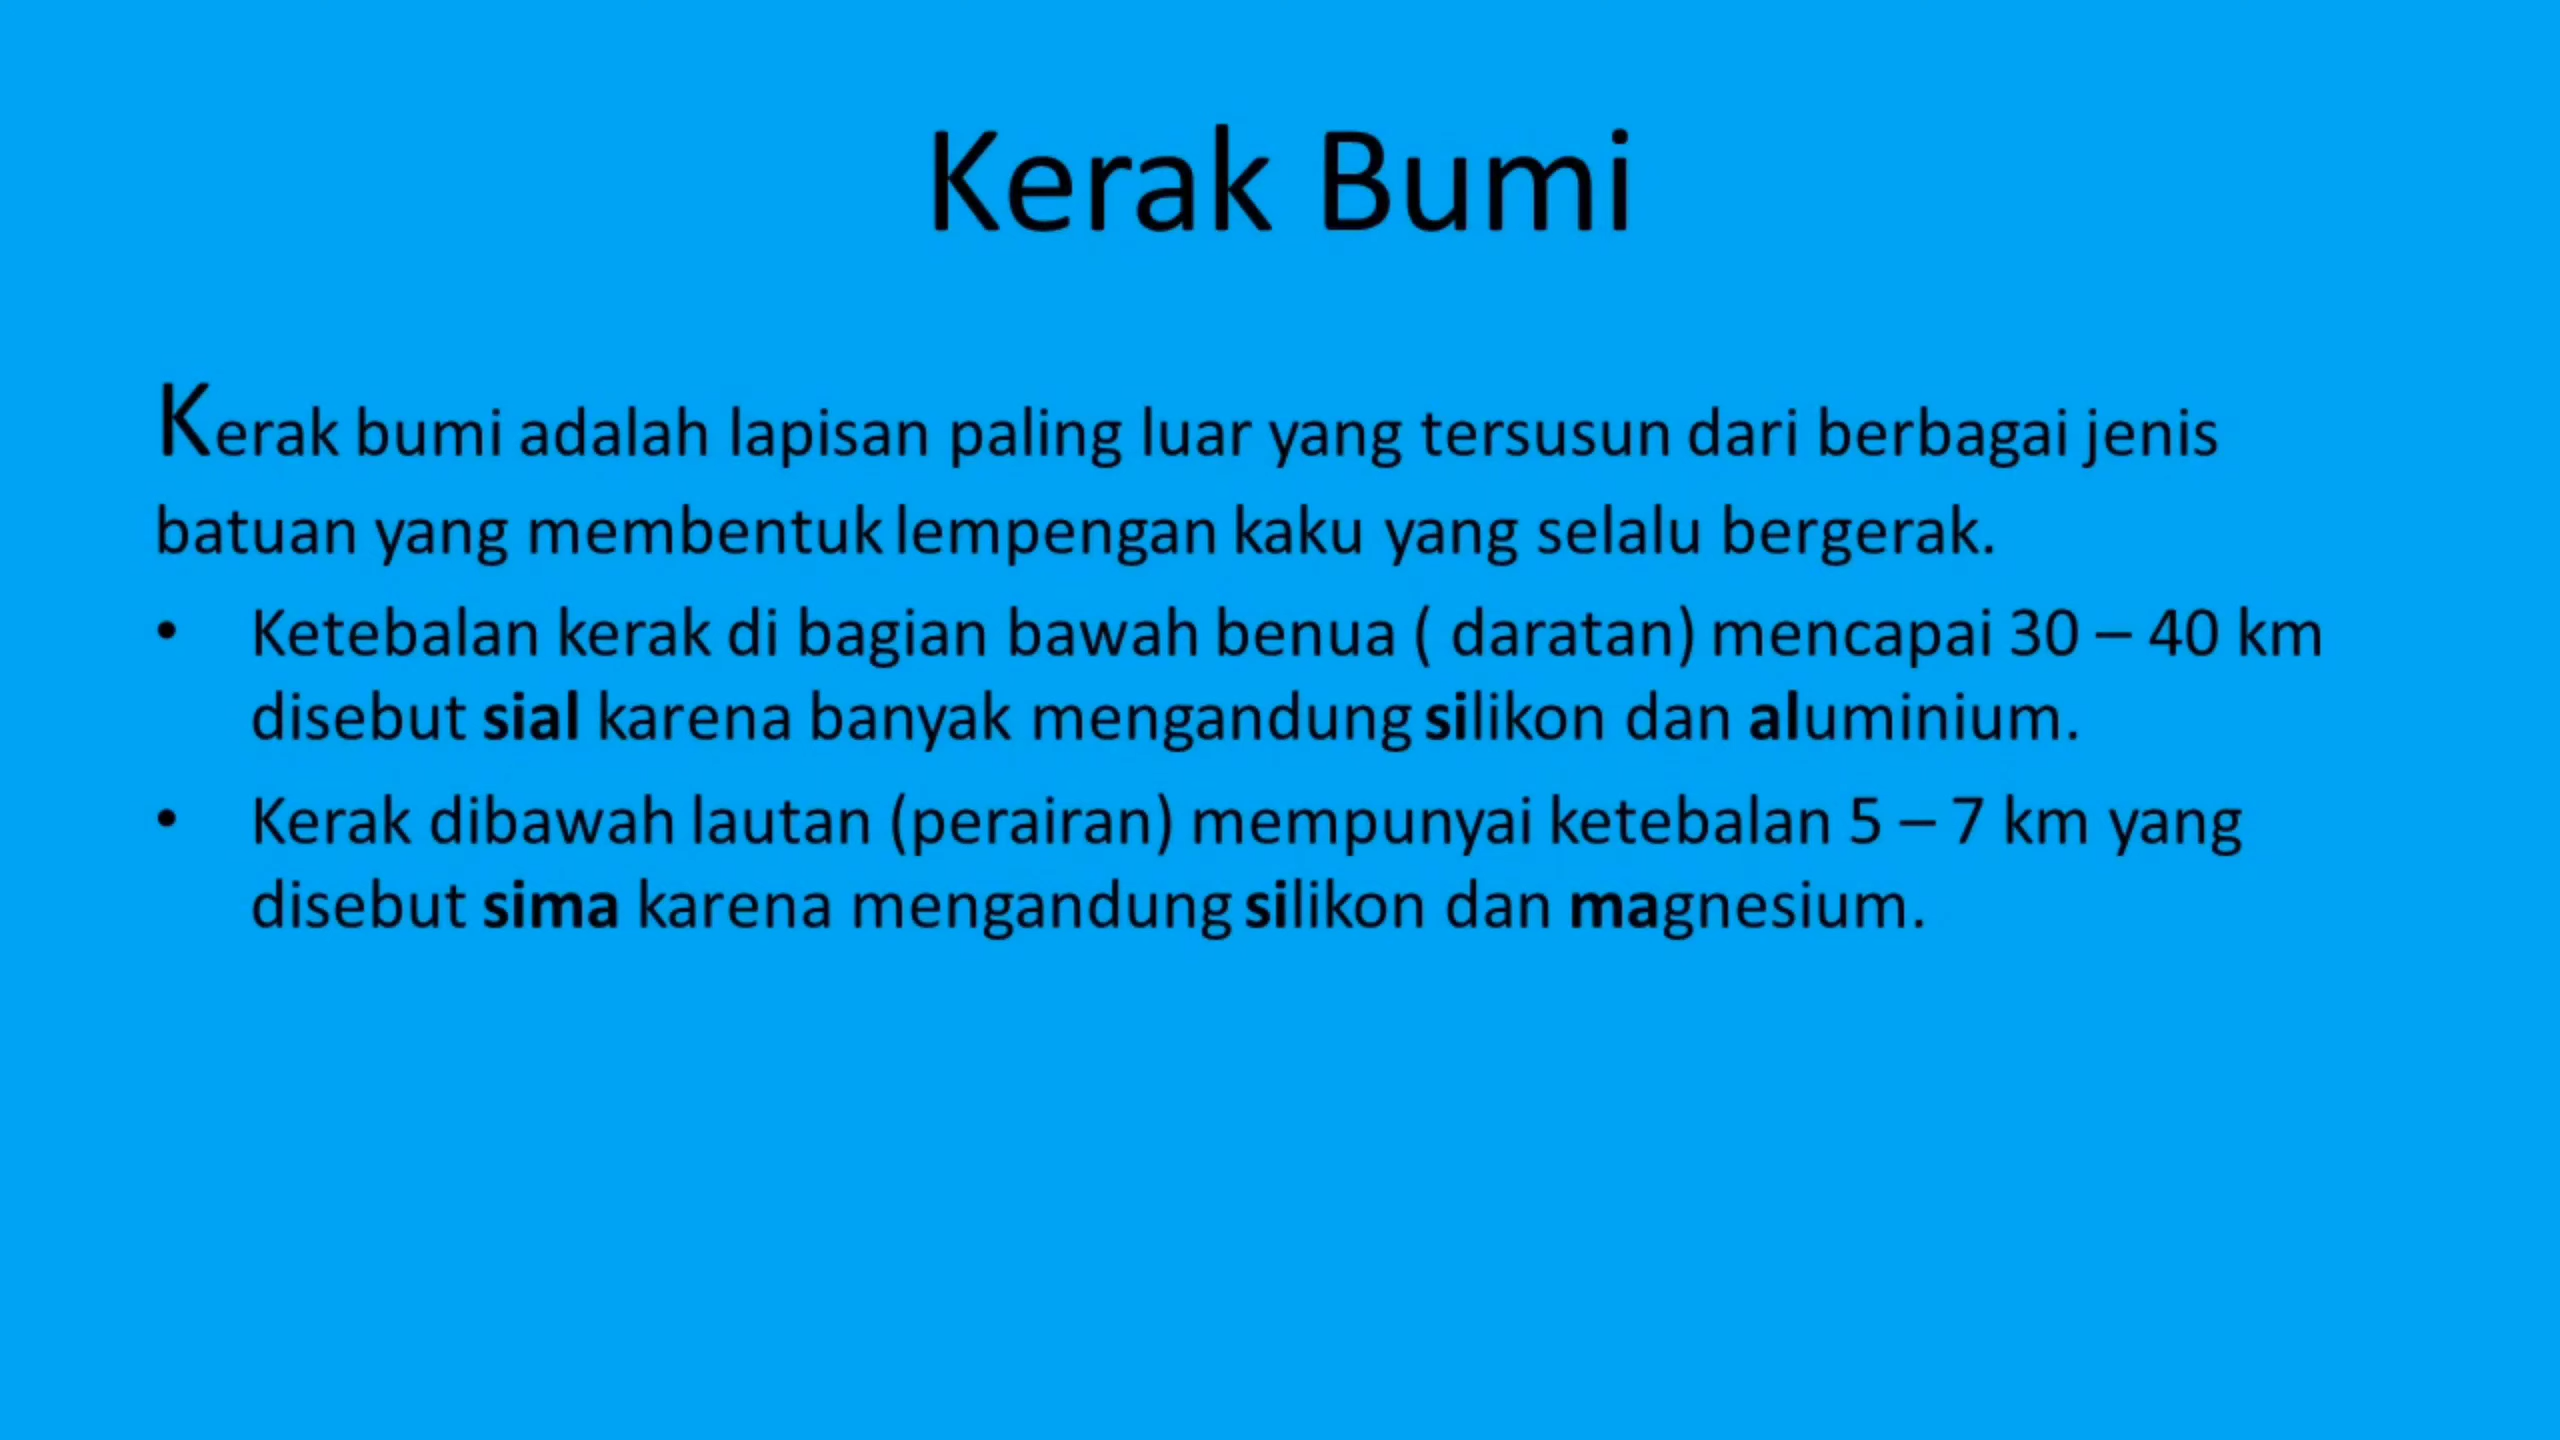 Kerak Bumi
Kerak bumi adalah lapisan paling luar yang tersusun dari berbagai jenis
batuan yang membentuk lempengan kaku yang selalu bergerak.
• Ketebalan kerak di bagian bawah benua ( daratan) mencapai 30 – 40 km
disebut sial karena banyak mengandung silikon dan aluminium.
• Kerak dibawah lautan (perairan) mempunyai ketebalan 5 – 7 km yang
disebut sima karena mengandung silikon dan magnesium.